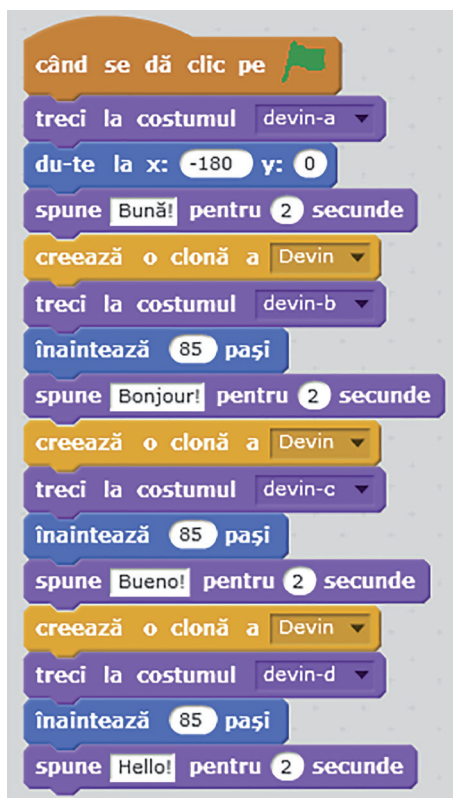 când se dă clic pe
treci la costumul devin-a
du-te la x: -180 y: 0
spune Bună! pentru 2 secunde
creează o clonă a Devin
treci la costumul devin-b
înaintează 85 pași
spune Bonjour! pentru 2 secunde
creează o clonă a Devin
treci la costumul devin-c
înaintează 85 pași
spune Bueno! pentru 2 secunde
creează o clonă a Devin
treci la costumul devin-d
înaintează 85 pași
spune Hello! pentru 2 secunde